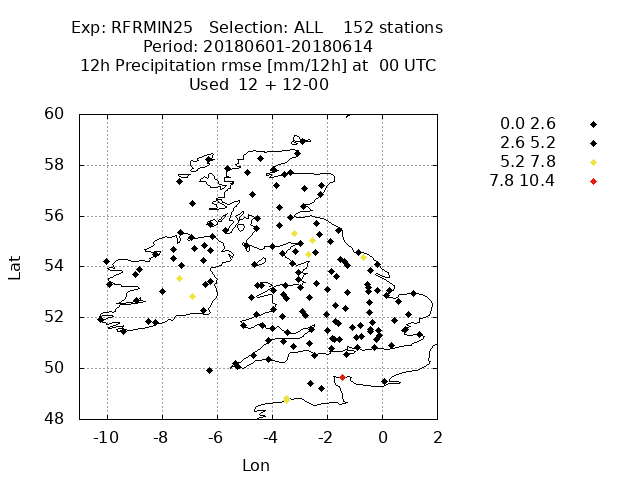 Exp: RFRMIN25 Selection: ALL 152 stations
Period: 20180601-20180614
12h Precipitation rmse [mm/12h] at 00 UTC
Used 12 + 12-00
0.0 2.6
2.6 5.2
5.2 7.8
7.8 10.4
60
58
56
54
52
50
48
Lat
-10 -8 -6 -4 -2 0 2
Lon